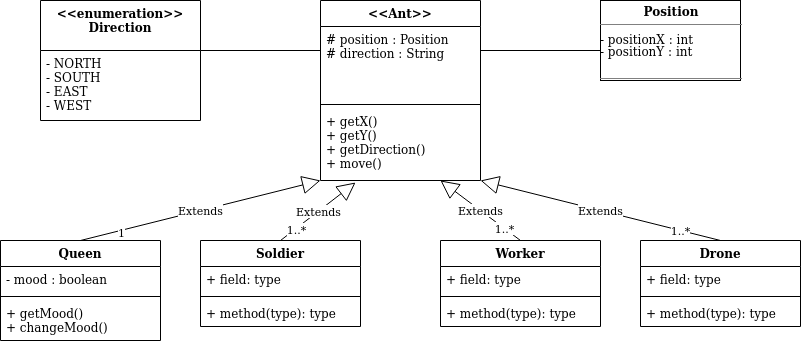 <<enumeration>>
Direction
- NORTH
- SOUTH
- EAST
- WEST
<<Ant>>
# position : Position
# direction : String
+ getX()
+ getY()
+ getDirection()
+ move()
Position
- positionX : int
- positionY : int
Extends
Extends
Extends
Extends
1
1..*
1..*
1..*
Queen
- mood : boolean
+ getMood()
+ changeMood()
Soldier
+ field: type
+ method(type): type
Worker
+ field: type
+ method(type): type
Drone
+ field: type
+ method(type): type